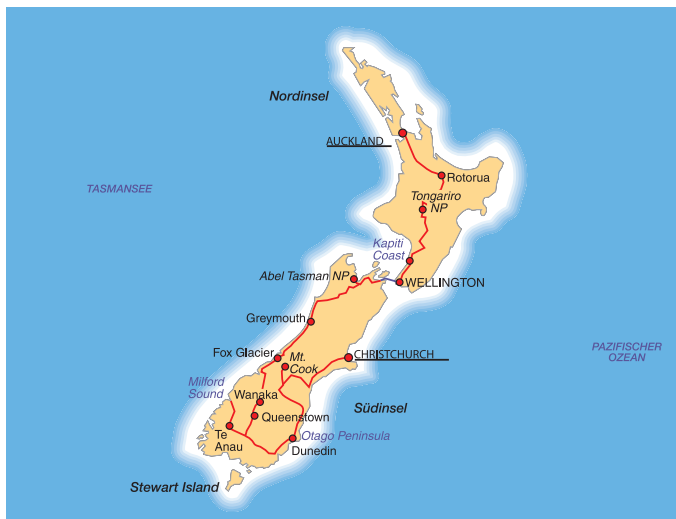 Nordinsel
AUCKLAND
TASMANSEE
Rotorua
Tongariro
NP
Kapiti
Coast
Abel Tasman NP
WELLINGTON
Greymouth
PAZIFISCHER
OZEAN
Fox Glacier
Mt.
Cook
CHRISTCHURCH
Milford
Sound
Wanaka
Südinsel
Queenstown
Te
Anau
Otago Peninsula
Dunedin
Stewart Island